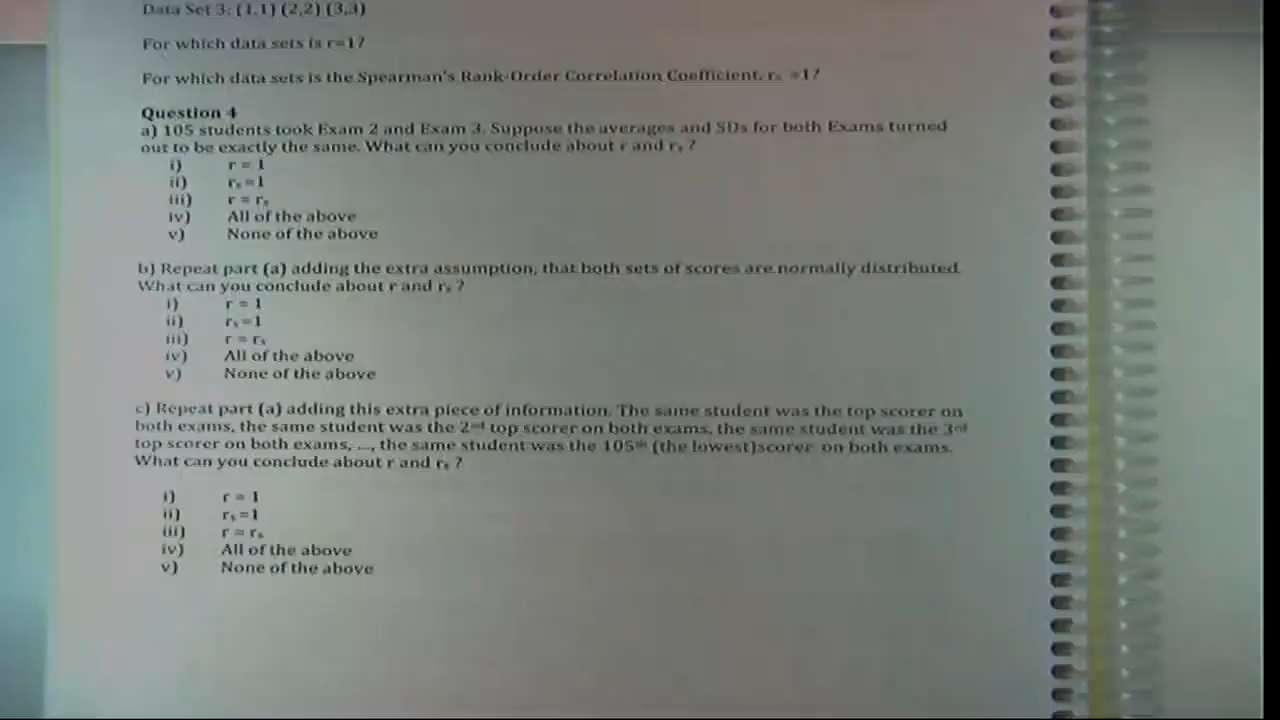 Data Set 3: (1,1) (2,2) (3,3)
For which data sets is r=1?
For which data sets is the Spearman's Rank-Order Correlation Coefficient, rₛ =1?
Question 4
a) 105 students took Exam 2 and Exam 3. Suppose the averages and SDs for both Exams turned
out to be exactly the same. What can you conclude about r and rₛ ?
i) r = 1
ii) rₛ =1
iii) r = rₛ
iv) All of the above
v) None of the above
b) Repeat part (a) adding the extra assumption, that both sets of scores are normally distributed.
What can you conclude about r and rₛ ?
i) r = 1
ii) rₛ =1
iii) r = rₛ
iv) All of the above
v) None of the above
c) Repeat part (a) adding this extra piece of information. The same student was the top scorer on
both exams, the same student was the 2ⁿᵈ top scorer on both exams, the same student was the 3ʳᵈ
top scorer on both exams, ..., the same student was the 105ᵗʰ (the lowest)scorer on both exams.
What can you conclude about r and rₛ ?
i) r = 1
ii) rₛ =1
iii) r = rₛ
iv) All of the above
v) None of the above